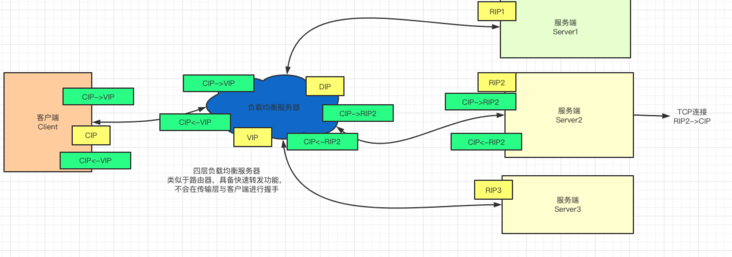 RIP1
服务端
Server1
CIP->VIP
客户端
Client
CIP
CIP<-VIP
CIP->VIP
DIP
负载均衡服务器
CIP<-VIP
CIP->RIP2
VIP
CIP<-RIP2
四层负载均衡服务器
类似于路由器，具备快速转发功能，
不会在传输层与客户端进行握手
RIP2
CIP->RIP2
服务端
Server2
CIP<-RIP2
TCP连接
RIP2->CIP
RIP3
服务端
Server3